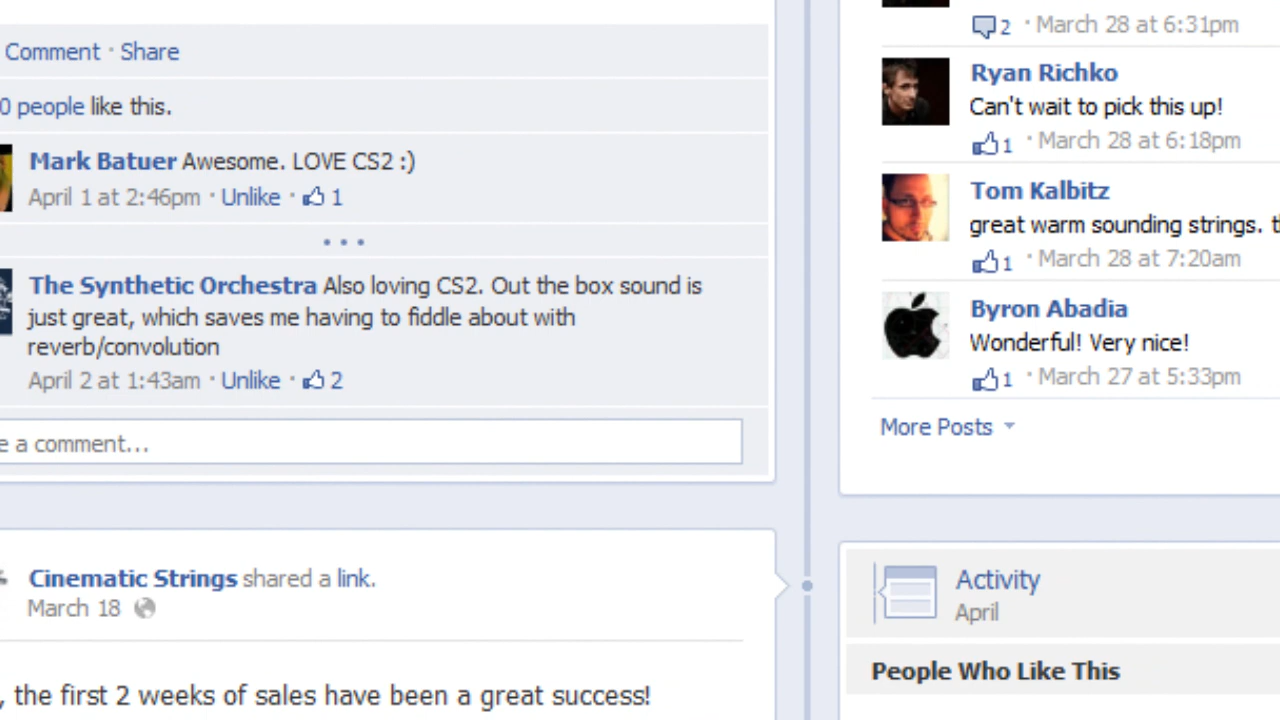 Comment · Share
0 people like this.
Mark Batuer Awesome. LOVE CS2 :)
April 1 at 2:46pm · Unlike · 1
The Synthetic Orchestra Also loving CS2. Out the box sound is
just great, which saves me having to fiddle about with
reverb/convolution
April 2 at 1:43am · Unlike · 2
e a comment...
Cinematic Strings shared a link.
March 18
, the first 2 weeks of sales have been a great success!
2 · March 28 at 6:31pm
Ryan Richko
Can't wait to pick this up!
1 · March 28 at 6:18pm
Tom Kalbitz
great warm sounding strings. t
1 · March 28 at 7:20am
Byron Abadia
Wonderful! Very nice!
1 · March 27 at 5:33pm
More Posts
Activity
April
People Who Like This